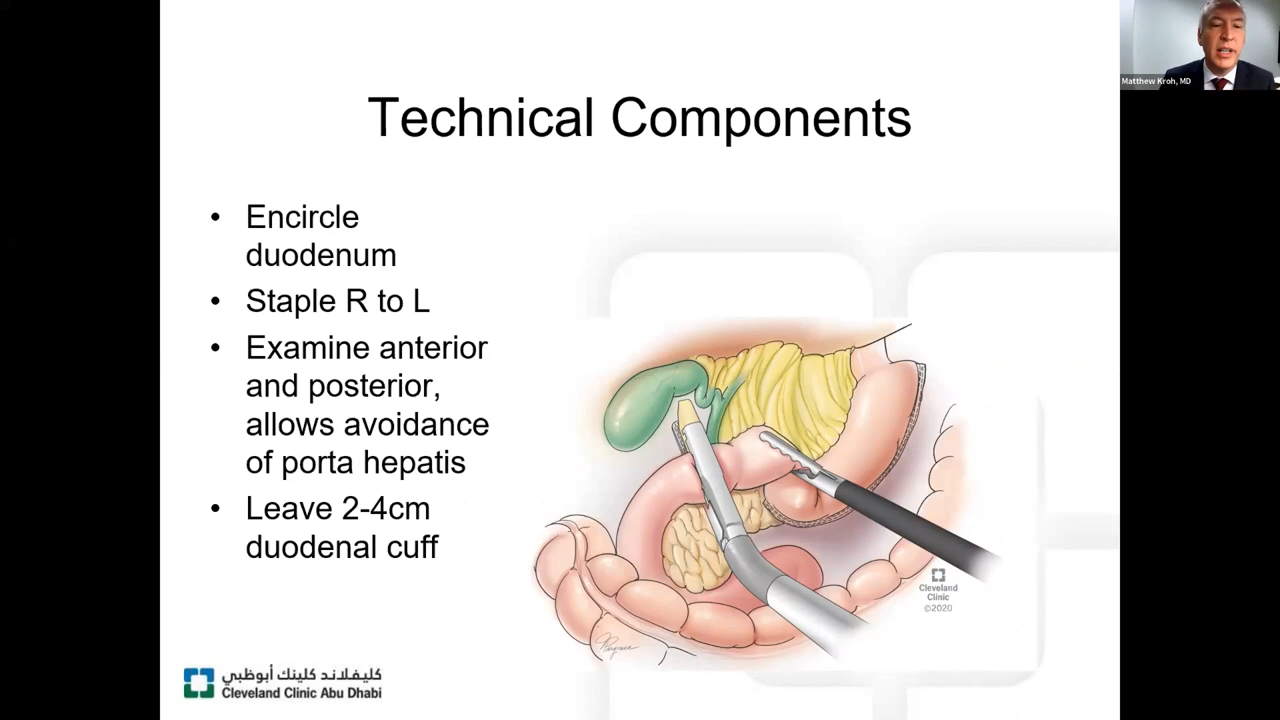 Matthew Kroh, MD
Technical Components
• Encircle
duodenum
• Staple R to L
• Examine anterior
and posterior,
allows avoidance
of porta hepatis
• Leave 2-4cm
duodenal cuff
Cleveland
Clinic
©2020
كليفلاند كلينك أبوظبي
Cleveland Clinic Abu Dhabi